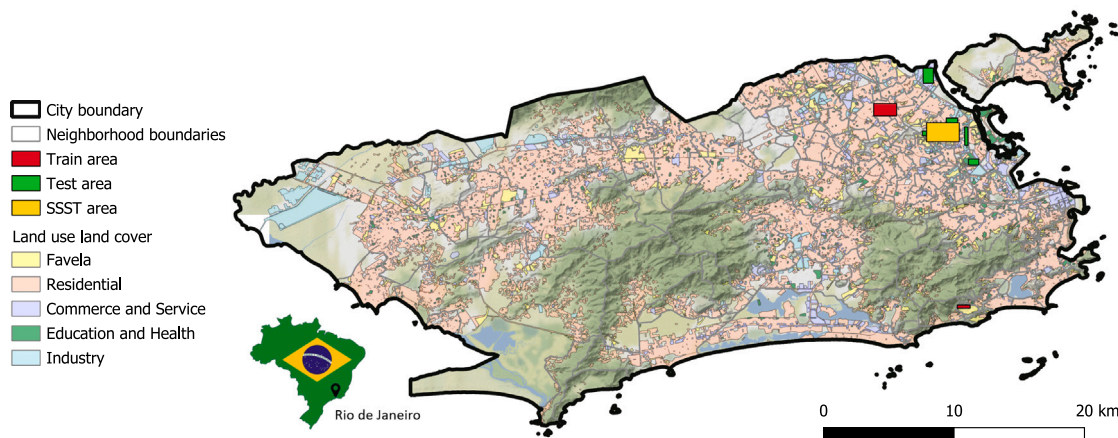 City boundary
Neighborhood boundaries
Train area
Test area
SSST area
Land use land cover
Favela
Residential
Commerce and Service
Education and Health
Industry
Rio de Janeiro
0 10 20 km